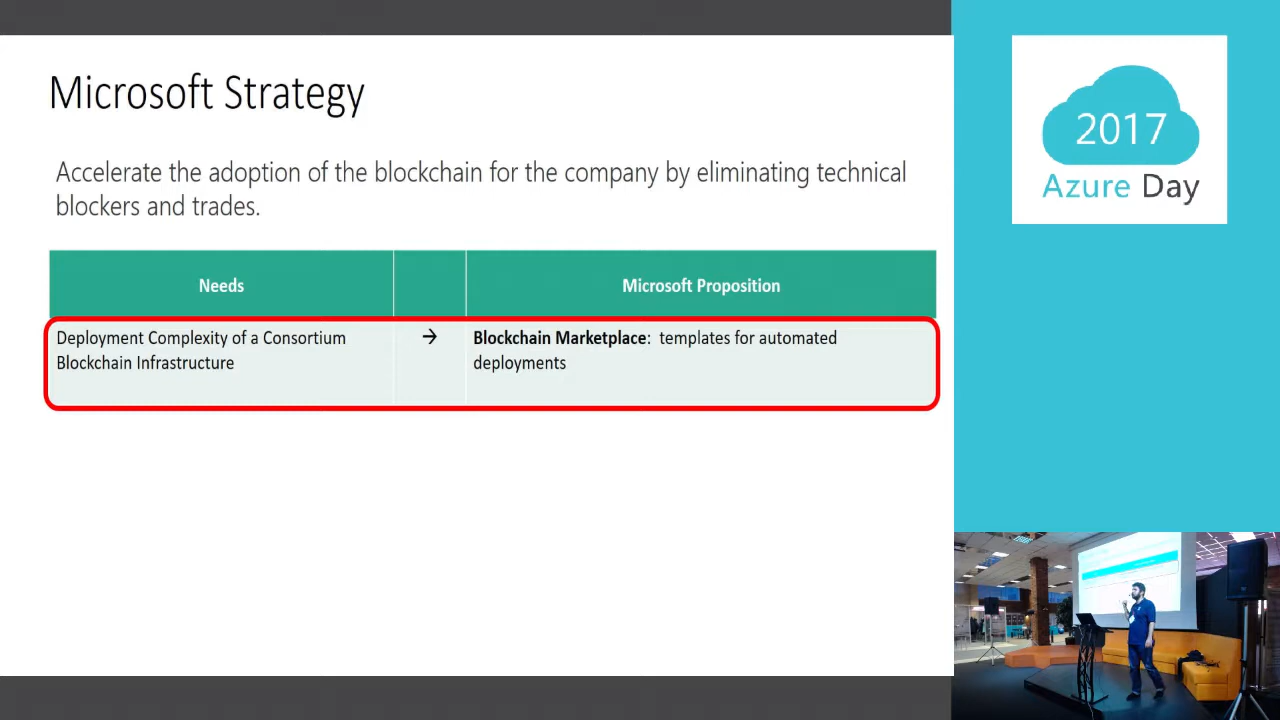 Microsoft Strategy
Accelerate the adoption of the blockchain for the company by eliminating technical
blockers and trades.
Needs
Microsoft Proposition
Deployment Complexity of a Consortium
Blockchain Infrastructure
→
Blockchain Marketplace: templates for automated
deployments
2017
Azure Day